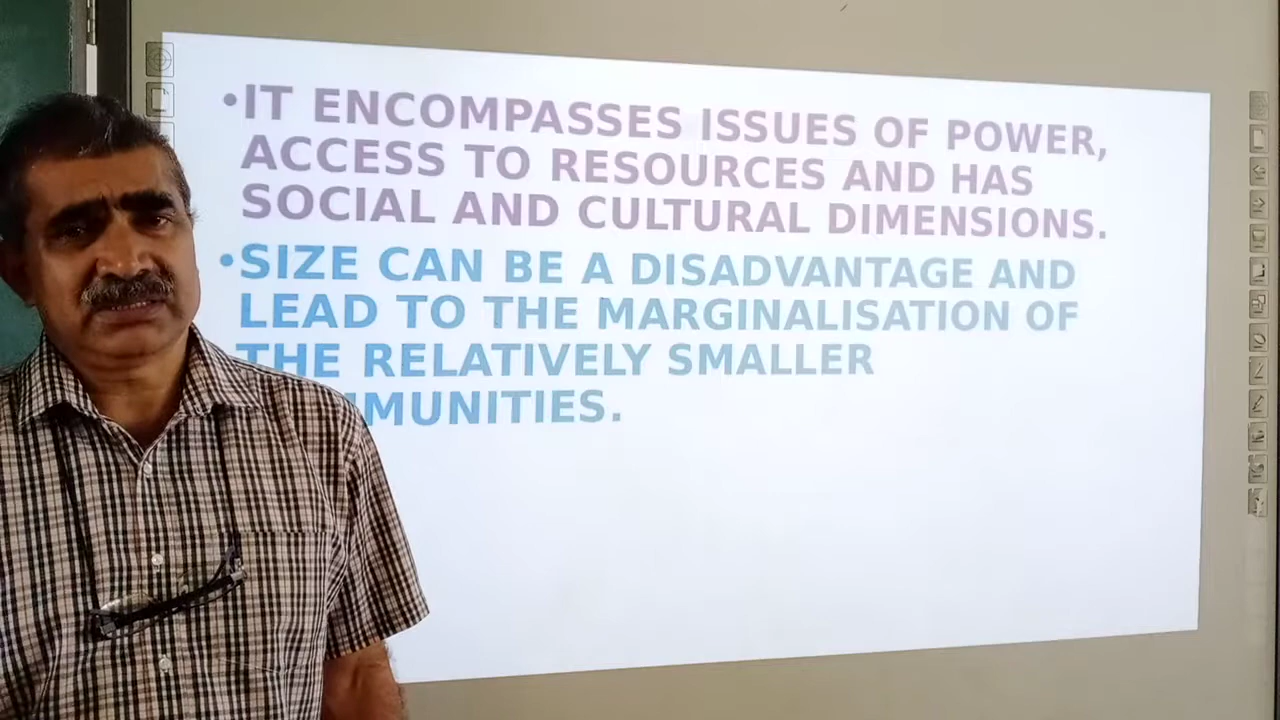 •IT ENCOMPASSES ISSUES OF POWER,
ACCESS TO RESOURCES AND HAS
SOCIAL AND CULTURAL DIMENSIONS.
•SIZE CAN BE A DISADVANTAGE AND
LEAD TO THE MARGINALISATION OF
THE RELATIVELY SMALLER